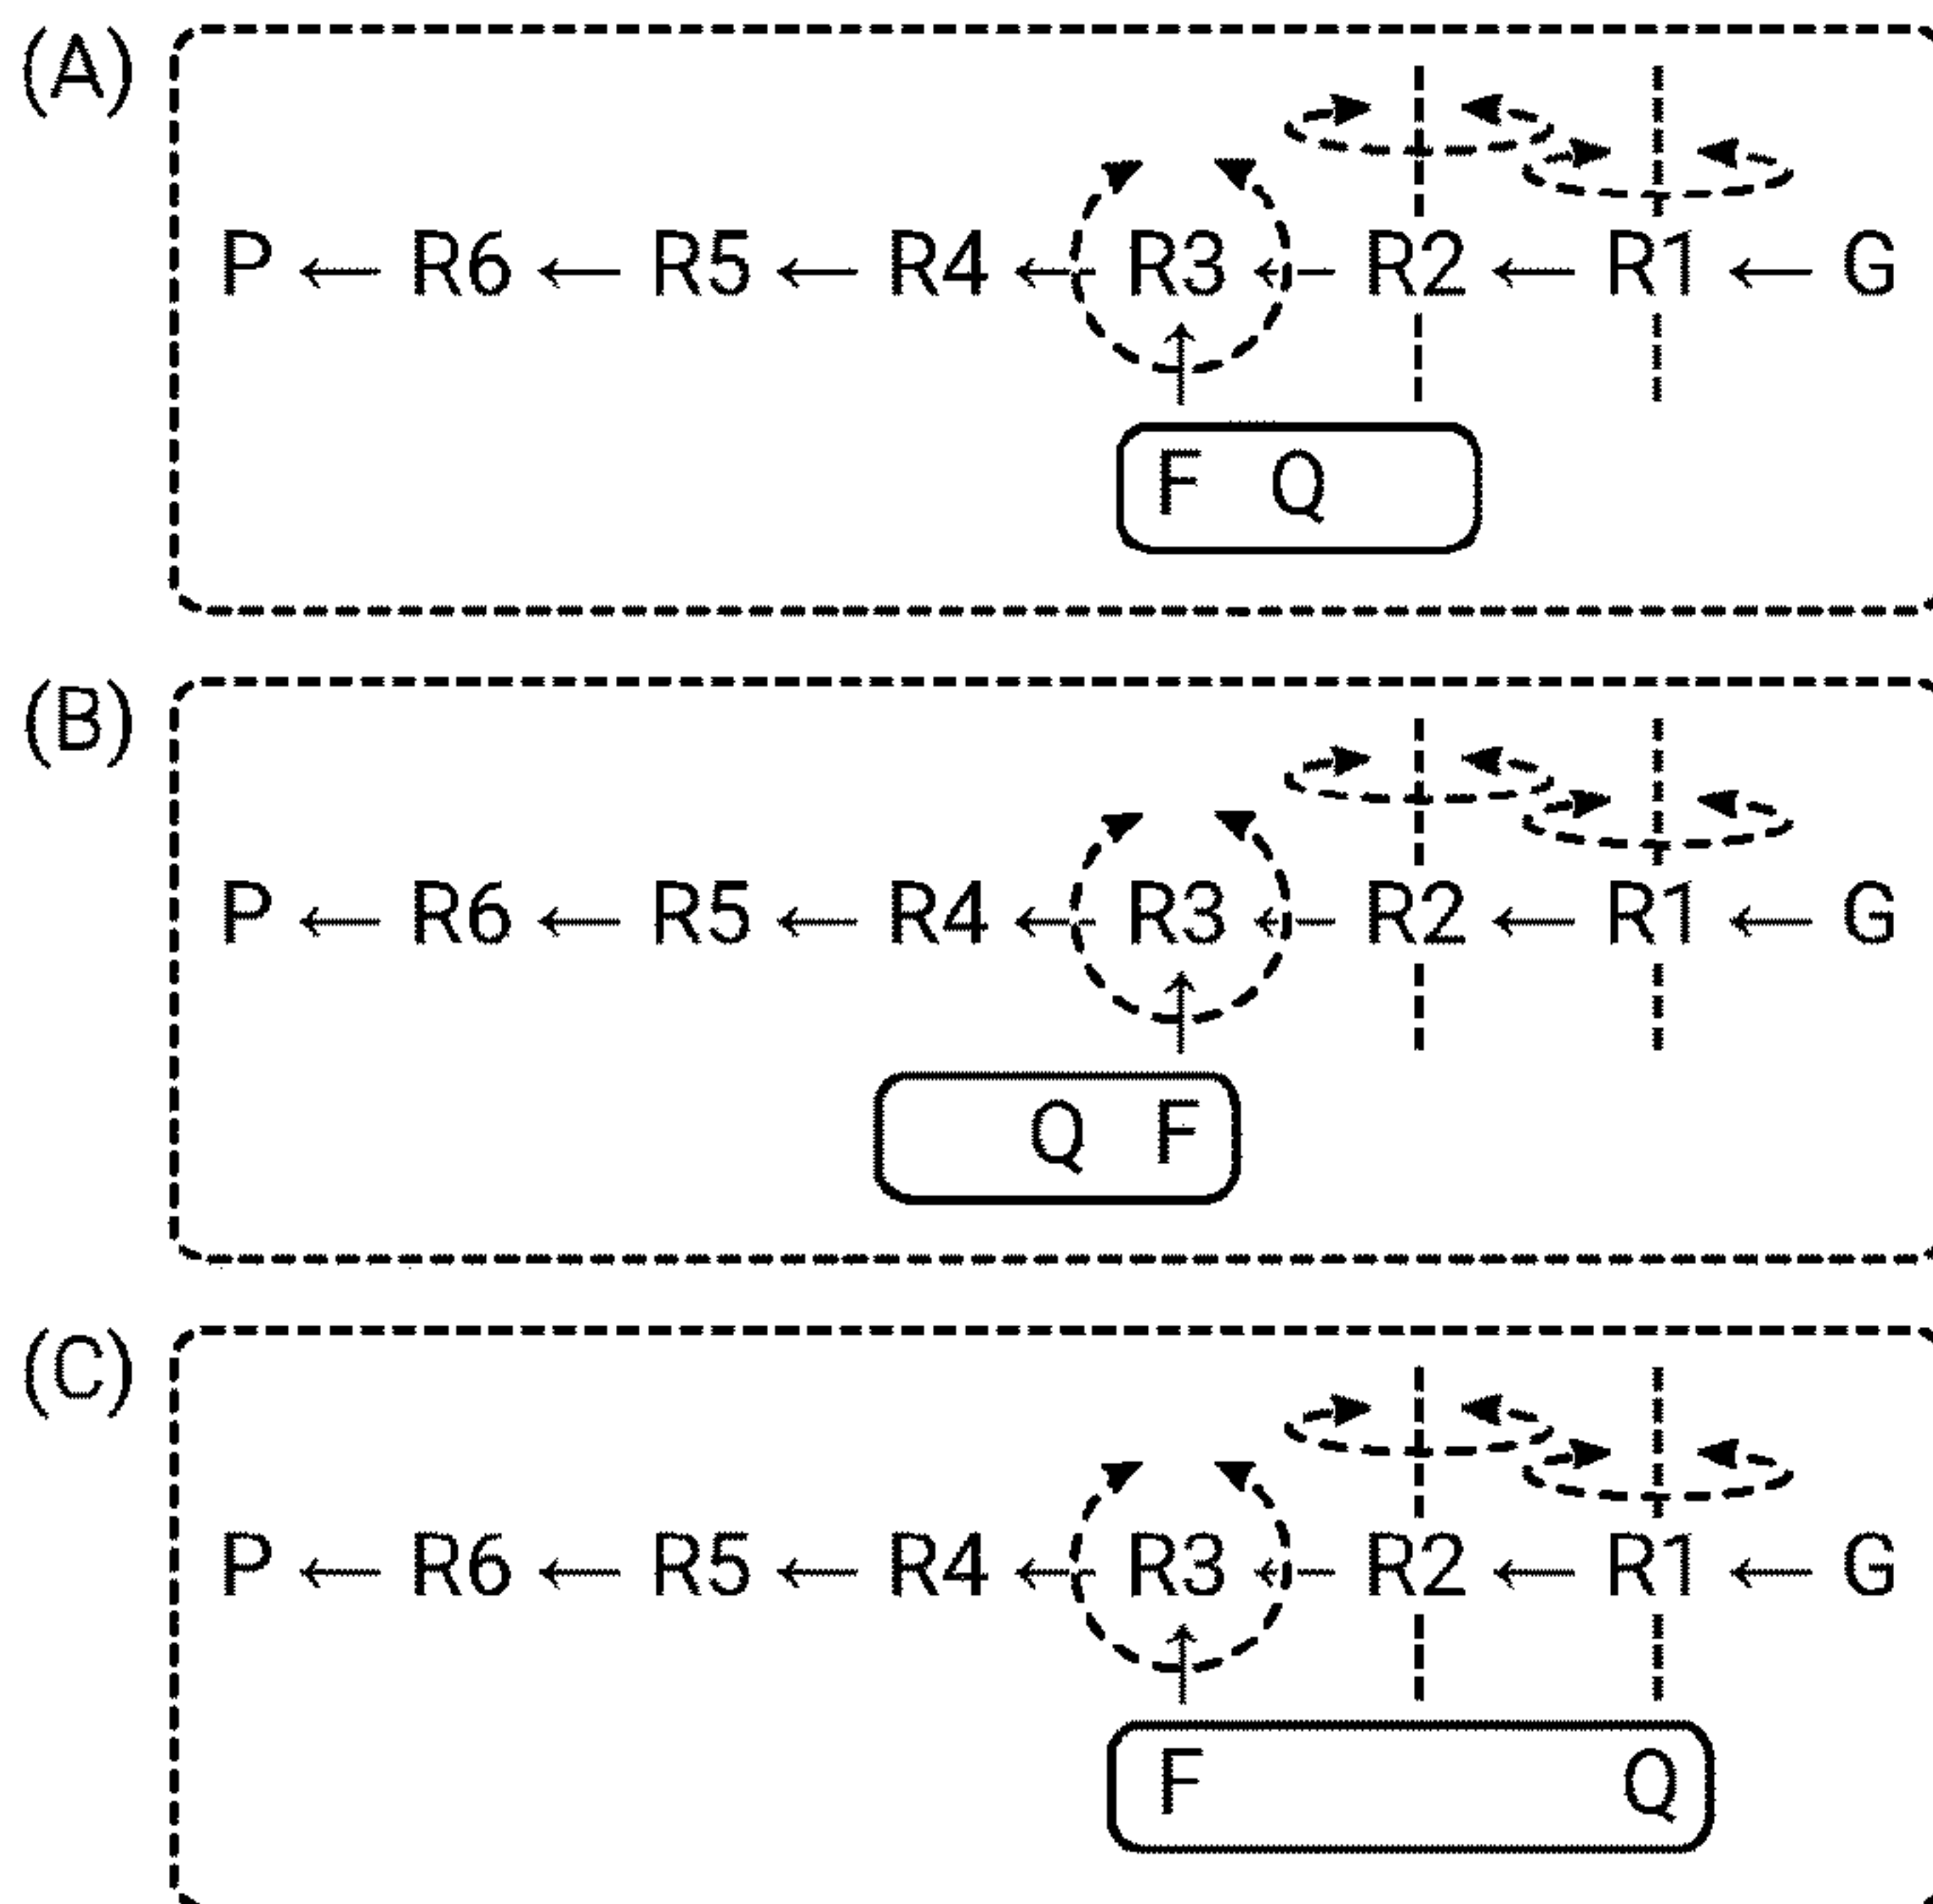 (A)
P ← R6 ← R5 ← R4 ← R3 ← R2 ← R1 ← G
F Q
(B)
P ← R6 ← R5 ← R4 ← R3 ← R2 ← R1 ← G
Q F
(C)
P ← R6 ← R5 ← R4 ← R3 ← R2 ← R1 ← G
F Q